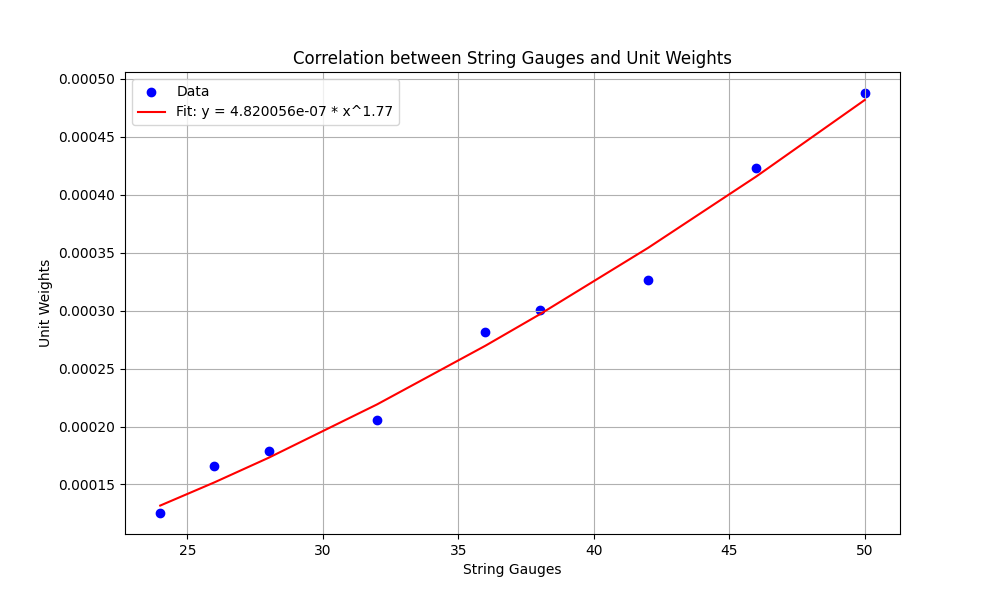 Correlation between String Gauges and Unit Weights
Data
Fit: y = 4.820056e-07 * x^1.77
0.00050
0.00045
0.00040
0.00035
0.00030
0.00025
0.00020
0.00015
Unit Weights
25 30 35 40 45 50
String Gauges